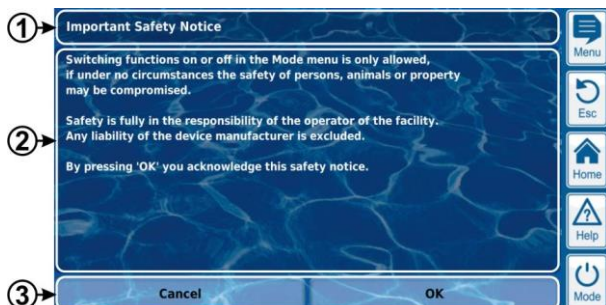 1
Important Safety Notice
Menu
2
Switching functions on or off in the Mode menu is only allowed,
if under no circumstances the safety of persons, animals or property
may be compromised.
Safety is fully in the responsibility of the operator of the facility.
Any liability of the device manufacturer is excluded.
By pressing 'OK' you acknowledge this safety notice.
Esc
Home
?
Help
3
Cancel
OK
Mode